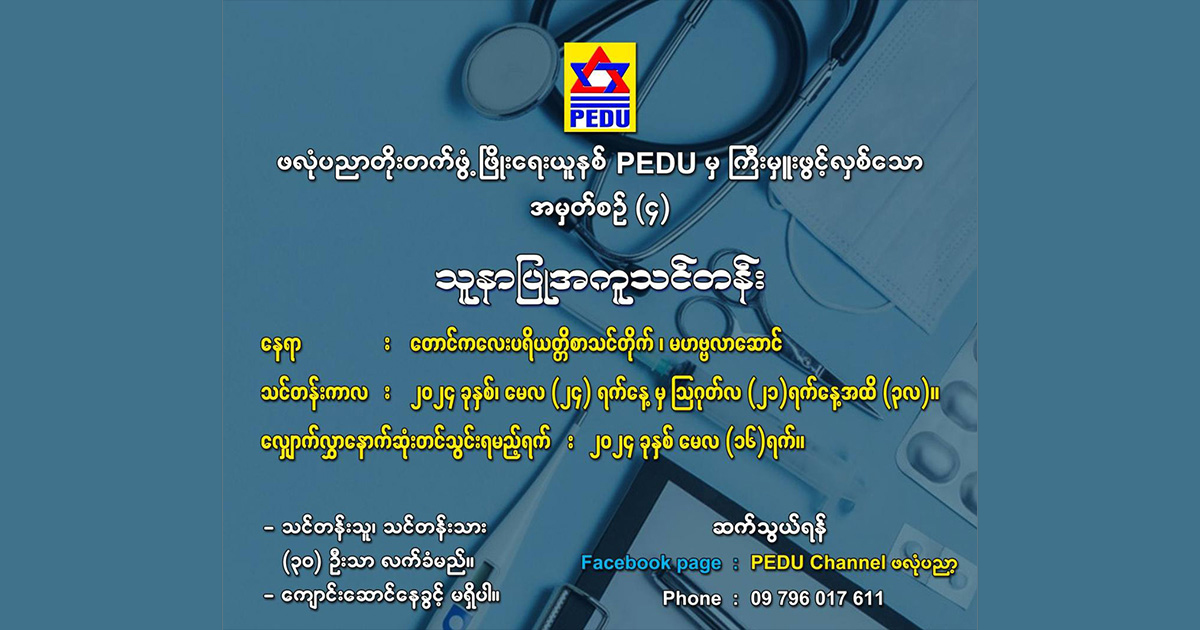 PEDU
ဖလုံပညာတိုးတက်ဖွံ့ဖြိုးရေးယူနစ် PEDU မှ ကြီးမှူးဖွင့်လှစ်သော
အမှတ်စဉ် (၄)
သူနာပြုအကူသင်တန်း
နေရာ : တောင်ကလေးပရိယတ္တိစာသင်တိုက် ၊ မဟဗ္ဗလာဆောင်
သင်တန်းကာလ : ၂၀၂၄ ခုနှစ်၊ မေလ (၂၄) ရက်နေ့ မှ ဩဂုတ်လ (၂၁)ရက်နေ့အထိ (၃လ)။
လျှောက်လွှာနောက်ဆုံးတင်သွင်းရမည့်ရက် : ၂၀၂၄ ခုနှစ် မေလ (၁၆)ရက်။
– သင်တန်းသူ၊ သင်တန်းသား
(၃၀) ဦးသာ လက်ခံမည်။
– ကျောင်းဆောင်နေခွင့် မရှိပါ။
ဆက်သွယ်ရန်
Facebook page : PEDU Channel ဖလုံပညာ့
Phone : 09 796 017 611